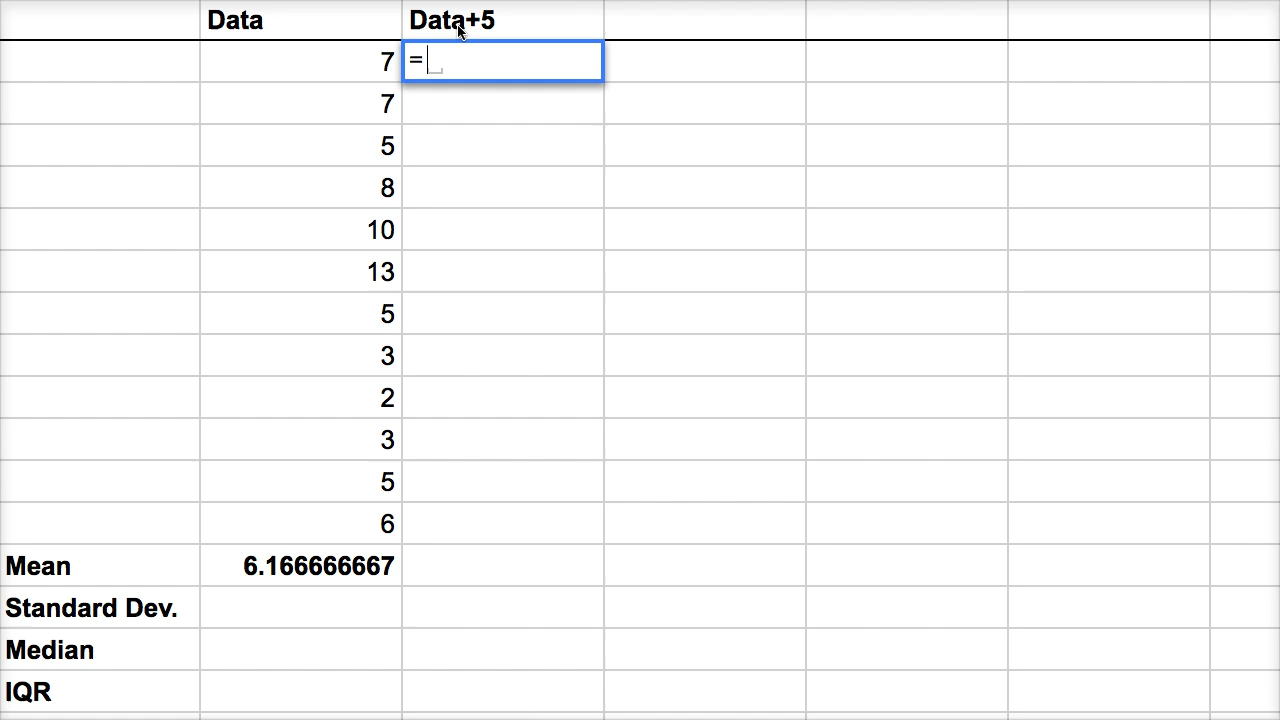 Data Data+5
7 =
7
5
8
10
13
5
3
2
3
5
6
Mean 6.166666667
Standard Dev.
Median
IQR